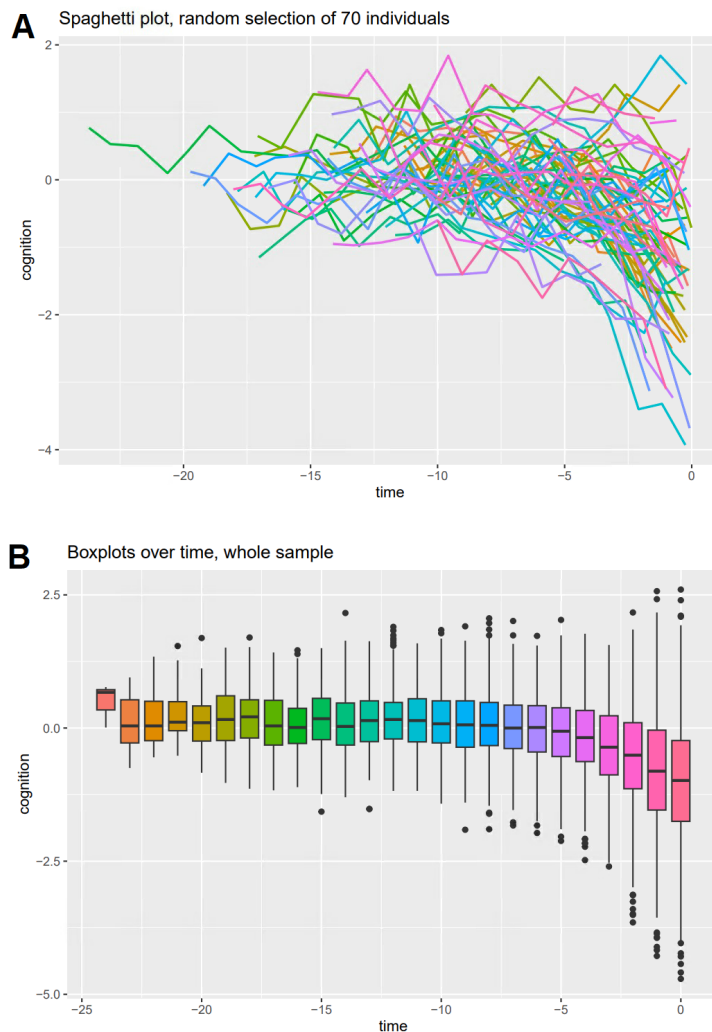 A
Spaghetti plot, random selection of 70 individuals
2
0
−2
−4
cognition
−20
−15
−10
−5
0
time
B
Boxplots over time, whole sample
2.5
0.0
−2.5
−5.0
cognition
−25
−20
−15
−10
−5
0
time